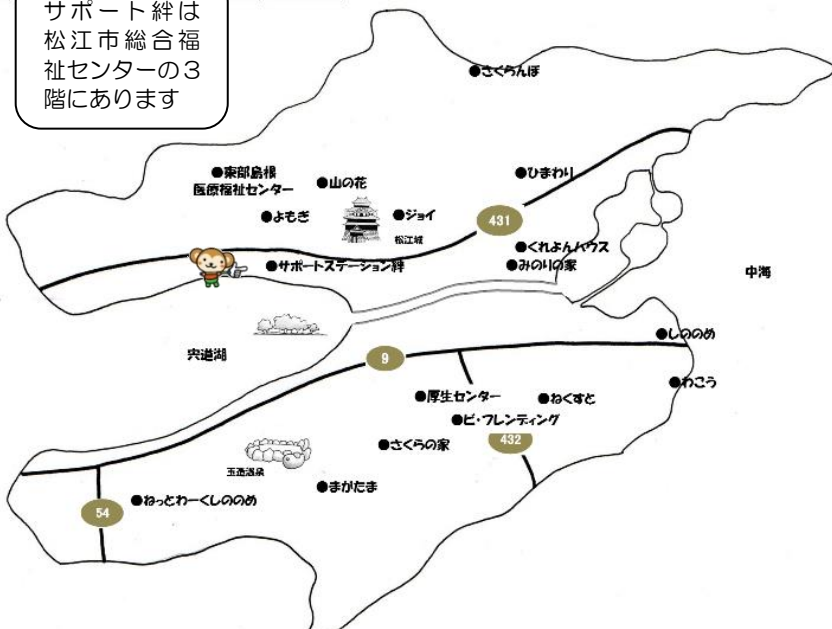 サポート絆は
松江市総合福
祉センターの3
階にあります
●さくらんぼ
●東部島根
医療福祉センター
●山の花
●ひまわり
●よもぎ
●ジョイ
松江城
431
●くれよんハウス
●みのりの家
●サポートステーション絆
中海
宍道湖
●しののめ
9
●わこう
●厚生センター
●ねくすと
●ビ・フレンディング
432
●さくらの家
玉造温泉
●まがたま
●ねっとわーくしののめ
54